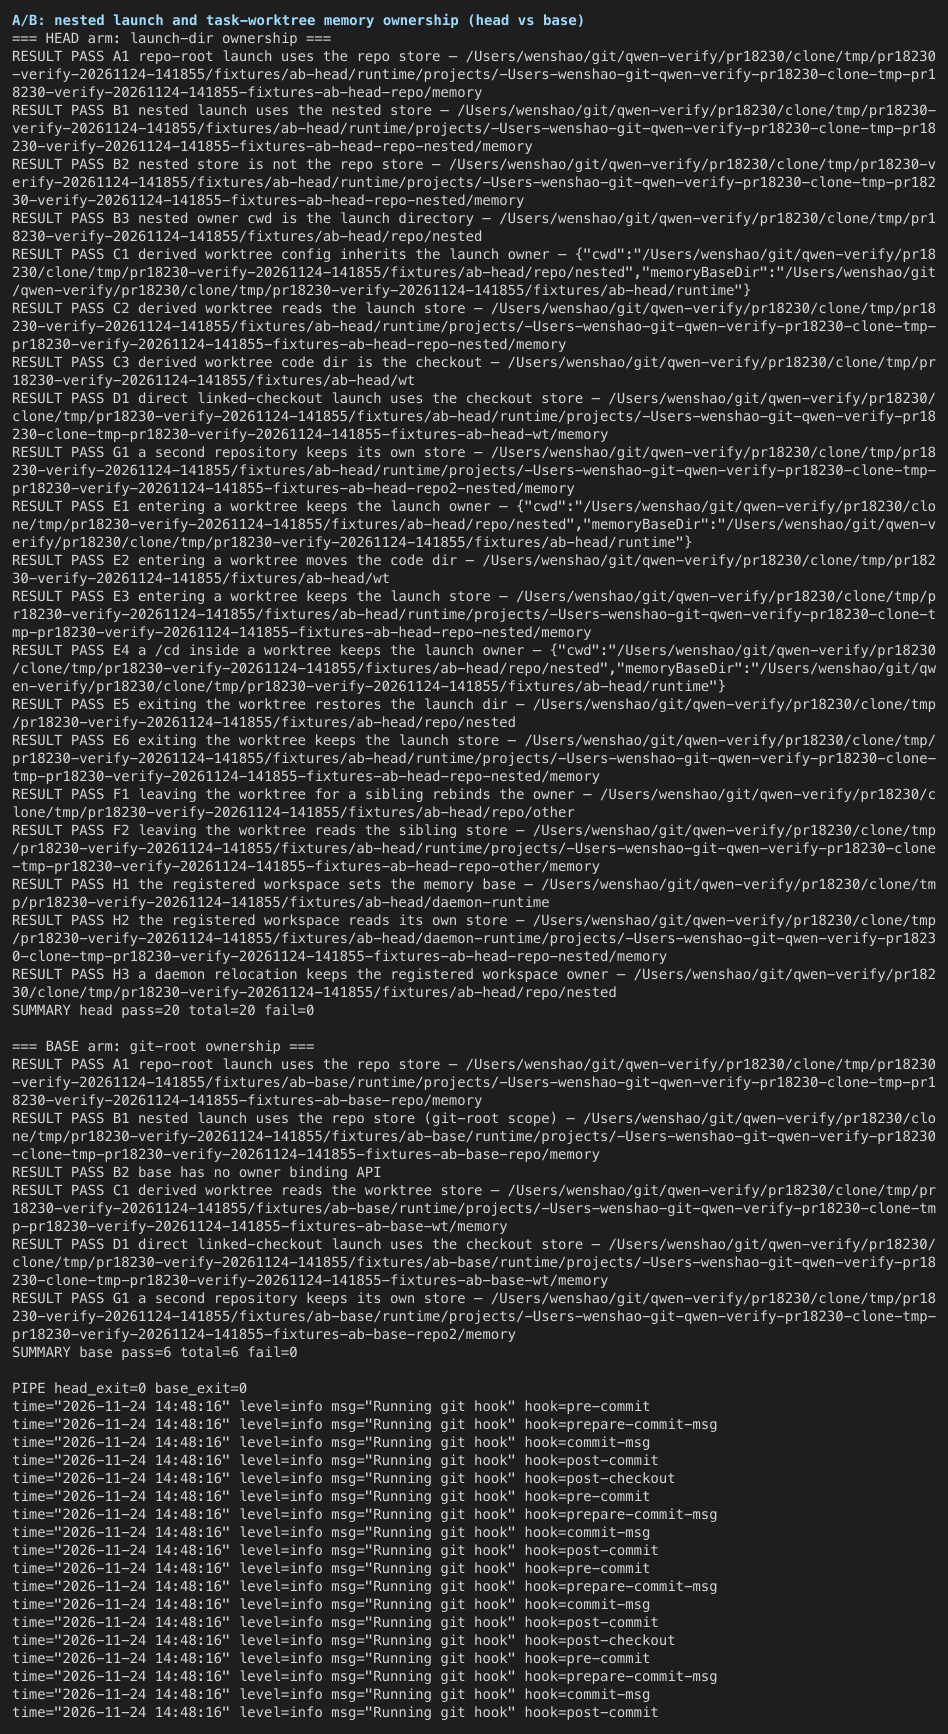 A/B: nested launch and task-worktree memory ownership (head vs base)
=== HEAD arm: launch-dir ownership ===
RESULT PASS A1 repo-root launch uses the repo store — /Users/wenshao/git/qwen-verify/pr18230/clone/tmp/pr18230
-verify-20261124-141855/fixtures/ab-head/runtime/projects/-Users-wenshao-git-qwen-verify-pr18230-clone-tmp-pr1
8230-verify-20261124-141855-fixtures-ab-head-repo/memory
RESULT PASS B1 nested launch uses the nested store — /Users/wenshao/git/qwen-verify/pr18230/clone/tmp/pr18230-
verify-20261124-141855/fixtures/ab-head/runtime/projects/-Users-wenshao-git-qwen-verify-pr18230-clone-tmp-pr18
230-verify-20261124-141855-fixtures-ab-head-repo-nested/memory
RESULT PASS B2 nested store is not the repo store — /Users/wenshao/git/qwen-verify/pr18230/clone/tmp/pr18230-v
erify-20261124-141855/fixtures/ab-head/runtime/projects/-Users-wenshao-git-qwen-verify-pr18230-clone-tmp-pr182
30-verify-20261124-141855-fixtures-ab-head-repo-nested/memory
RESULT PASS B3 nested owner cwd is the launch directory — /Users/wenshao/git/qwen-verify/pr18230/clone/tmp/pr1
8230-verify-20261124-141855/fixtures/ab-head/repo/nested
RESULT PASS C1 derived worktree config inherits the launch owner — {"cwd":"/Users/wenshao/git/qwen-verify/pr18
230/clone/tmp/pr18230-verify-20261124-141855/fixtures/ab-head/repo/nested","memoryBaseDir":"/Users/wenshao/git
/qwen-verify/pr18230/clone/tmp/pr18230-verify-20261124-141855/fixtures/ab-head/runtime"}
RESULT PASS C2 derived worktree reads the launch store — /Users/wenshao/git/qwen-verify/pr18230/clone/tmp/pr18
230-verify-20261124-141855/fixtures/ab-head/runtime/projects/-Users-wenshao-git-qwen-verify-pr18230-clone-tmp-
pr18230-verify-20261124-141855-fixtures-ab-head-repo-nested/memory
RESULT PASS C3 derived worktree code dir is the checkout — /Users/wenshao/git/qwen-verify/pr18230/clone/tmp/pr
18230-verify-20261124-141855/fixtures/ab-head/wt
RESULT PASS D1 direct linked-checkout launch uses the checkout store — /Users/wenshao/git/qwen-verify/pr18230/
clone/tmp/pr18230-verify-20261124-141855/fixtures/ab-head/runtime/projects/-Users-wenshao-git-qwen-verify-pr18
230-clone-tmp-pr18230-verify-20261124-141855-fixtures-ab-head-wt/memory
RESULT PASS G1 a second repository keeps its own store — /Users/wenshao/git/qwen-verify/pr18230/clone/tmp/pr18
230-verify-20261124-141855/fixtures/ab-head/runtime/projects/-Users-wenshao-git-qwen-verify-pr18230-clone-tmp-
pr18230-verify-20261124-141855-fixtures-ab-head-repo2-nested/memory
RESULT PASS E1 entering a worktree keeps the launch owner — {"cwd":"/Users/wenshao/git/qwen-verify/pr18230/clo
ne/tmp/pr18230-verify-20261124-141855/fixtures/ab-head/repo/nested","memoryBaseDir":"/Users/wenshao/git/qwen-v
erify/pr18230/clone/tmp/pr18230-verify-20261124-141855/fixtures/ab-head/runtime"}
RESULT PASS E2 entering a worktree moves the code dir — /Users/wenshao/git/qwen-verify/pr18230/clone/tmp/pr182
30-verify-20261124-141855/fixtures/ab-head/wt
RESULT PASS E3 entering a worktree keeps the launch store — /Users/wenshao/git/qwen-verify/pr18230/clone/tmp/p
r18230-verify-20261124-141855/fixtures/ab-head/runtime/projects/-Users-wenshao-git-qwen-verify-pr18230-clone-t
mp-pr18230-verify-20261124-141855-fixtures-ab-head-repo-nested/memory
RESULT PASS E4 a /cd inside a worktree keeps the launch owner — {"cwd":"/Users/wenshao/git/qwen-verify/pr18230
/clone/tmp/pr18230-verify-20261124-141855/fixtures/ab-head/repo/nested","memoryBaseDir":"/Users/wenshao/git/qw
en-verify/pr18230/clone/tmp/pr18230-verify-20261124-141855/fixtures/ab-head/runtime"}
RESULT PASS E5 exiting the worktree restores the launch dir — /Users/wenshao/git/qwen-verify/pr18230/clone/tmp
/pr18230-verify-20261124-141855/fixtures/ab-head/repo/nested
RESULT PASS E6 exiting the worktree keeps the launch store — /Users/wenshao/git/qwen-verify/pr18230/clone/tmp/
pr18230-verify-20261124-141855/fixtures/ab-head/runtime/projects/-Users-wenshao-git-qwen-verify-pr18230-clone-
tmp-pr18230-verify-20261124-141855-fixtures-ab-head-repo-nested/memory
RESULT PASS F1 leaving the worktree for a sibling rebinds the owner — /Users/wenshao/git/qwen-verify/pr18230/c
lone/tmp/pr18230-verify-20261124-141855/fixtures/ab-head/repo/other
RESULT PASS F2 leaving the worktree reads the sibling store — /Users/wenshao/git/qwen-verify/pr18230/clone/tmp
/pr18230-verify-20261124-141855/fixtures/ab-head/runtime/projects/-Users-wenshao-git-qwen-verify-pr18230-clone
-tmp-pr18230-verify-20261124-141855-fixtures-ab-head-repo-other/memory
RESULT PASS H1 the registered workspace sets the memory base — /Users/wenshao/git/qwen-verify/pr18230/clone/tm
p/pr18230-verify-20261124-141855/fixtures/ab-head/daemon-runtime
RESULT PASS H2 the registered workspace reads its own store — /Users/wenshao/git/qwen-verify/pr18230/clone/tmp
/pr18230-verify-20261124-141855/fixtures/ab-head/daemon-runtime/projects/-Users-wenshao-git-qwen-verify-pr1823
0-clone-tmp-pr18230-verify-20261124-141855-fixtures-ab-head-repo-nested/memory
RESULT PASS H3 a daemon relocation keeps the registered workspace owner — /Users/wenshao/git/qwen-verify/pr182
30/clone/tmp/pr18230-verify-20261124-141855/fixtures/ab-head/repo/nested
SUMMARY head pass=20 total=20 fail=0

=== BASE arm: git-root ownership ===
RESULT PASS A1 repo-root launch uses the repo store — /Users/wenshao/git/qwen-verify/pr18230/clone/tmp/pr18230
-verify-20261124-141855/fixtures/ab-base/runtime/projects/-Users-wenshao-git-qwen-verify-pr18230-clone-tmp-pr1
8230-verify-20261124-141855-fixtures-ab-base-repo/memory
RESULT PASS B1 nested launch uses the repo store (git-root scope) — /Users/wenshao/git/qwen-verify/pr18230/clo
ne/tmp/pr18230-verify-20261124-141855/fixtures/ab-base/runtime/projects/-Users-wenshao-git-qwen-verify-pr18230
-clone-tmp-pr18230-verify-20261124-141855-fixtures-ab-base-repo/memory
RESULT PASS B2 base has no owner binding API
RESULT PASS C1 derived worktree reads the worktree store — /Users/wenshao/git/qwen-verify/pr18230/clone/tmp/pr
18230-verify-20261124-141855/fixtures/ab-base/runtime/projects/-Users-wenshao-git-qwen-verify-pr18230-clone-tm
p-pr18230-verify-20261124-141855-fixtures-ab-base-wt/memory
RESULT PASS D1 direct linked-checkout launch uses the checkout store — /Users/wenshao/git/qwen-verify/pr18230/
clone/tmp/pr18230-verify-20261124-141855/fixtures/ab-base/runtime/projects/-Users-wenshao-git-qwen-verify-pr18
230-clone-tmp-pr18230-verify-20261124-141855-fixtures-ab-base-wt/memory
RESULT PASS G1 a second repository keeps its own store — /Users/wenshao/git/qwen-verify/pr18230/clone/tmp/pr18
230-verify-20261124-141855/fixtures/ab-base/runtime/projects/-Users-wenshao-git-qwen-verify-pr18230-clone-tmp-
pr18230-verify-20261124-141855-fixtures-ab-base-repo2/memory
SUMMARY base pass=6 total=6 fail=0

PIPE head_exit=0 base_exit=0
time="2026-11-24 14:48:16" level=info msg="Running git hook" hook=pre-commit
time="2026-11-24 14:48:16" level=info msg="Running git hook" hook=prepare-commit-msg
time="2026-11-24 14:48:16" level=info msg="Running git hook" hook=commit-msg
time="2026-11-24 14:48:16" level=info msg="Running git hook" hook=post-commit
time="2026-11-24 14:48:16" level=info msg="Running git hook" hook=post-checkout
time="2026-11-24 14:48:16" level=info msg="Running git hook" hook=pre-commit
time="2026-11-24 14:48:16" level=info msg="Running git hook" hook=prepare-commit-msg
time="2026-11-24 14:48:16" level=info msg="Running git hook" hook=commit-msg
time="2026-11-24 14:48:16" level=info msg="Running git hook" hook=post-commit
time="2026-11-24 14:48:16" level=info msg="Running git hook" hook=pre-commit
time="2026-11-24 14:48:16" level=info msg="Running git hook" hook=prepare-commit-msg
time="2026-11-24 14:48:16" level=info msg="Running git hook" hook=commit-msg
time="2026-11-24 14:48:16" level=info msg="Running git hook" hook=post-commit
time="2026-11-24 14:48:16" level=info msg="Running git hook" hook=post-checkout
time="2026-11-24 14:48:16" level=info msg="Running git hook" hook=pre-commit
time="2026-11-24 14:48:16" level=info msg="Running git hook" hook=prepare-commit-msg
time="2026-11-24 14:48:16" level=info msg="Running git hook" hook=commit-msg
time="2026-11-24 14:48:16" level=info msg="Running git hook" hook=post-commit